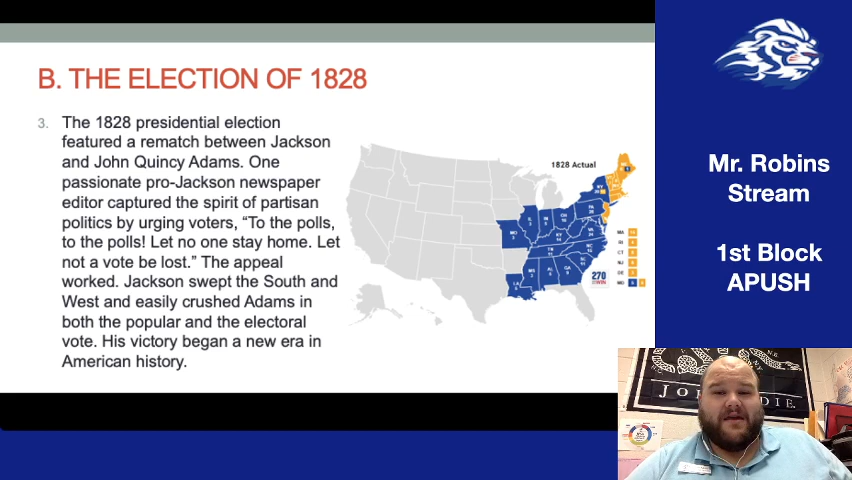 B. THE ELECTION OF 1828
3. The 1828 presidential election
featured a rematch between Jackson
and John Quincy Adams. One
passionate pro-Jackson newspaper
editor captured the spirit of partisan
politics by urging voters, “To the polls,
to the polls! Let no one stay home. Let
not a vote be lost.” The appeal
worked. Jackson swept the South and
West and easily crushed Adams in
both the popular and the electoral
vote. His victory began a new era in
American history.
1828 Actual
270
Mr. Robins
Stream
1st Block
APUSH